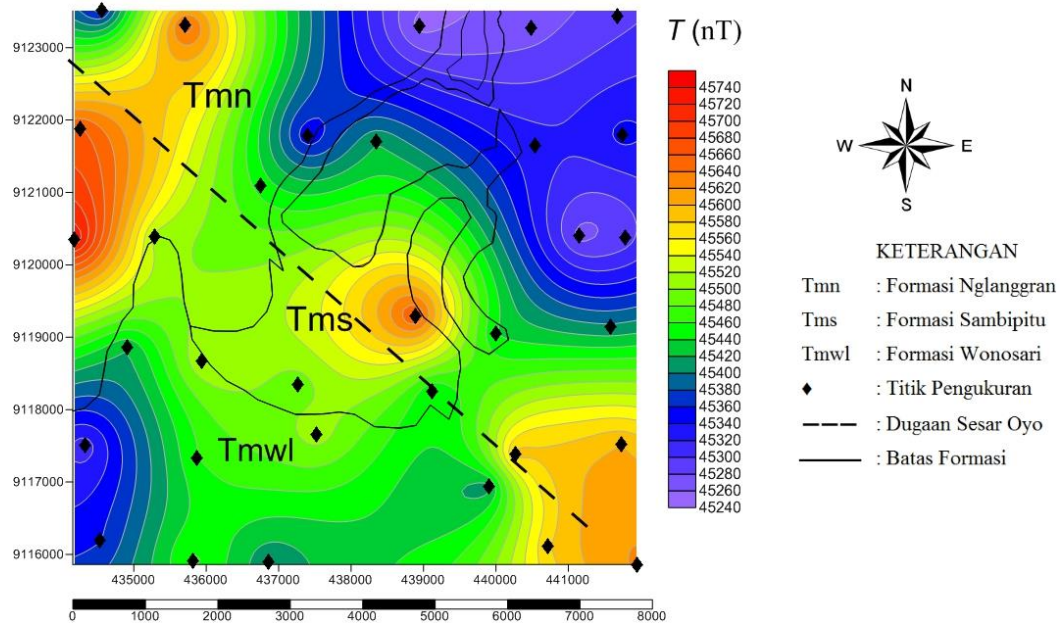 T (nT)
9123000
9122000
9121000
9120000
9119000
9118000
9117000
9116000
435000 436000 437000 438000 439000 440000 441000
0 1000 2000 3000 4000 5000 6000 7000 8000
Tmn
Tms
Tmwl
45740
45720
45700
45680
45660
45640
45620
45600
45580
45560
45540
45520
45500
45480
45460
45440
45420
45400
45380
45360
45340
45320
45300
45280
45260
45240
N
W E
S
KETERANGAN
Tmn : Formasi Nglanggran
Tms : Formasi Sambipitu
Tmwl : Formasi Wonosari
: Titik Pengukuran
: Dugaan Sesar Oyo
: Batas Formasi